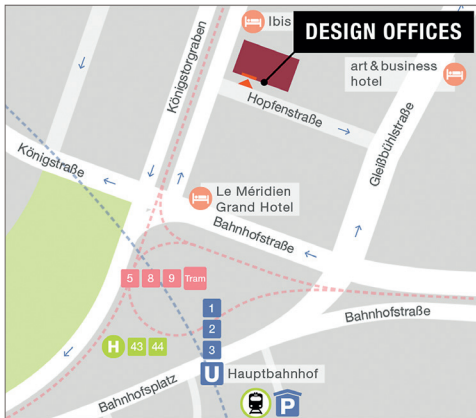 Ibis
DESIGN OFFICES
Königstorgraben
art & business
hotel
Hopfenstraße
Gleißbühlstraße
Königstraße
Le Méridien
Grand Hotel
Bahnhofstraße
5 8 9 Tram
1
2
3
H 43 44
U Hauptbahnhof
Bahnhofstraße
Bahnhofsplatz
P